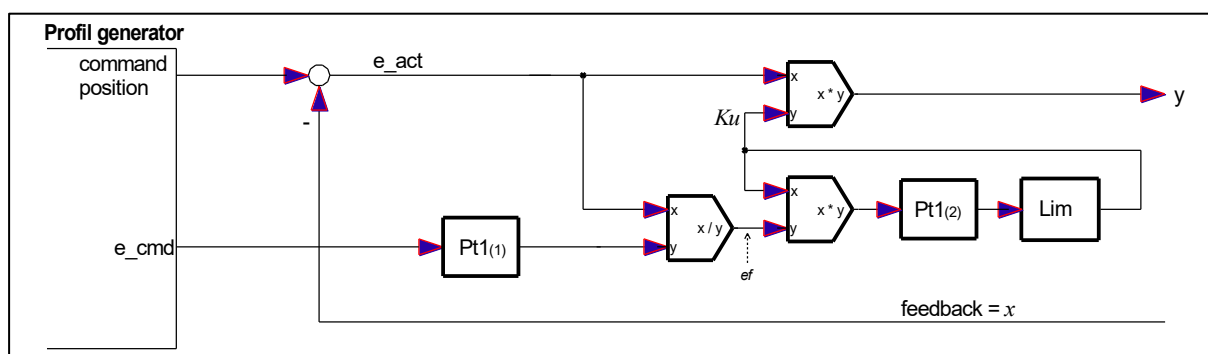 Profil generator
command
position
e_act
x
x * y
y
y
-
Ku
x
x * y
y
Pt1(2)
Lim
x
x / y
y
ef
e_cmd
Pt1(1)
feedback = x